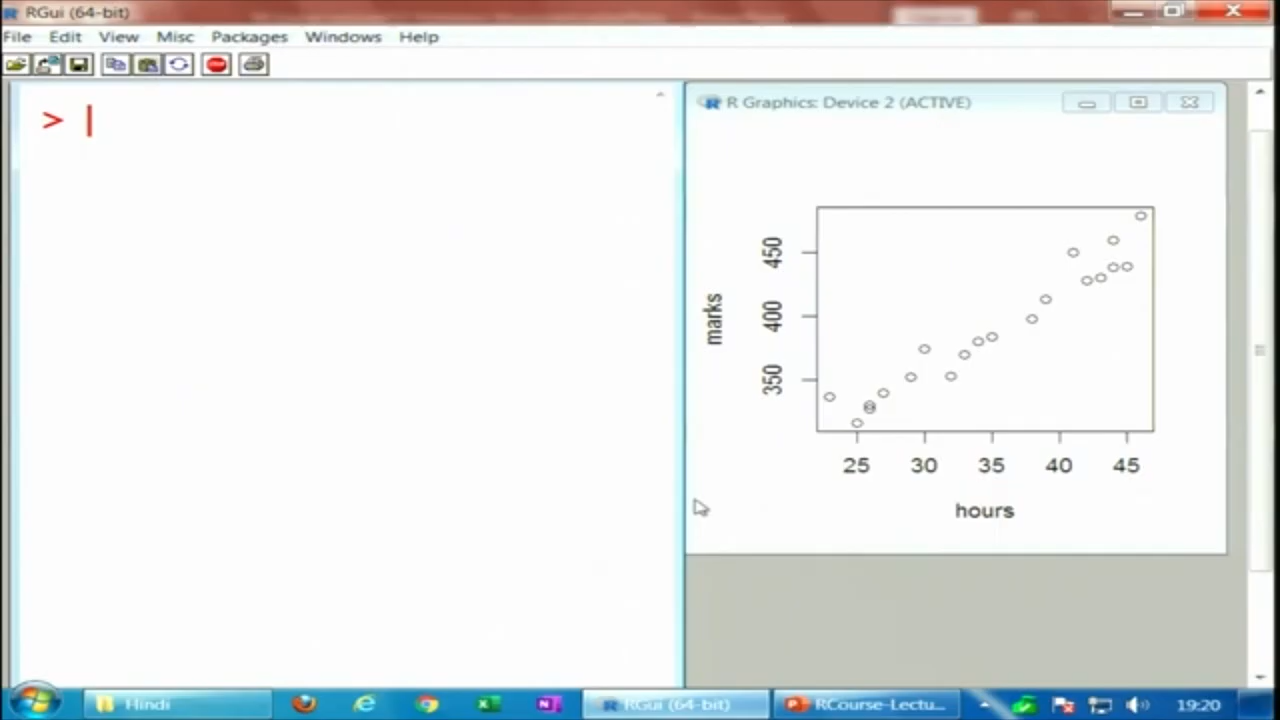 RGui (64-bit)
File Edit View Misc Packages Windows Help
STOP
>
R Graphics: Device 2 (ACTIVE)
marks
350 400 450
25 30 35 40 45
hours
Hindi
RGui (64-bit)
RCourse-Lectu...
19:20